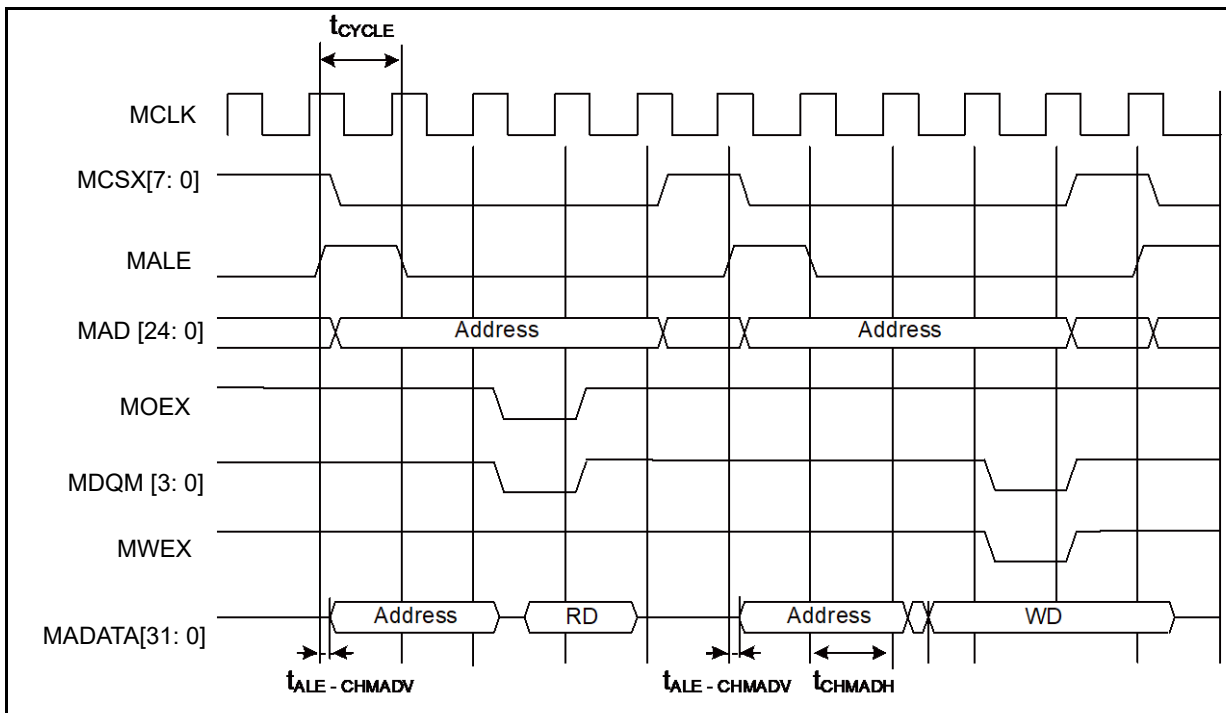 tCYCLE
MCLK
MCSX[7: 0]
MALE
MAD [24: 0] Address Address
MOEX
MDQM [3: 0]
MWEX
MADATA[31: 0] Address RD Address WD
tALE - CHMADV tALE - CHMADV tCHMADH